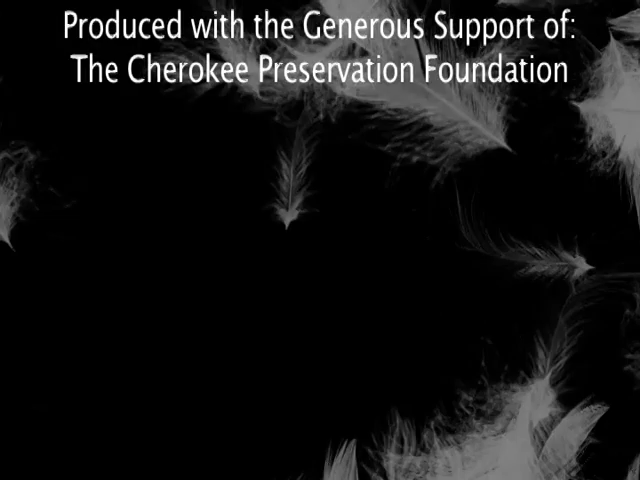 Produced with the Generous Support of:
The Cherokee Preservation Foundation